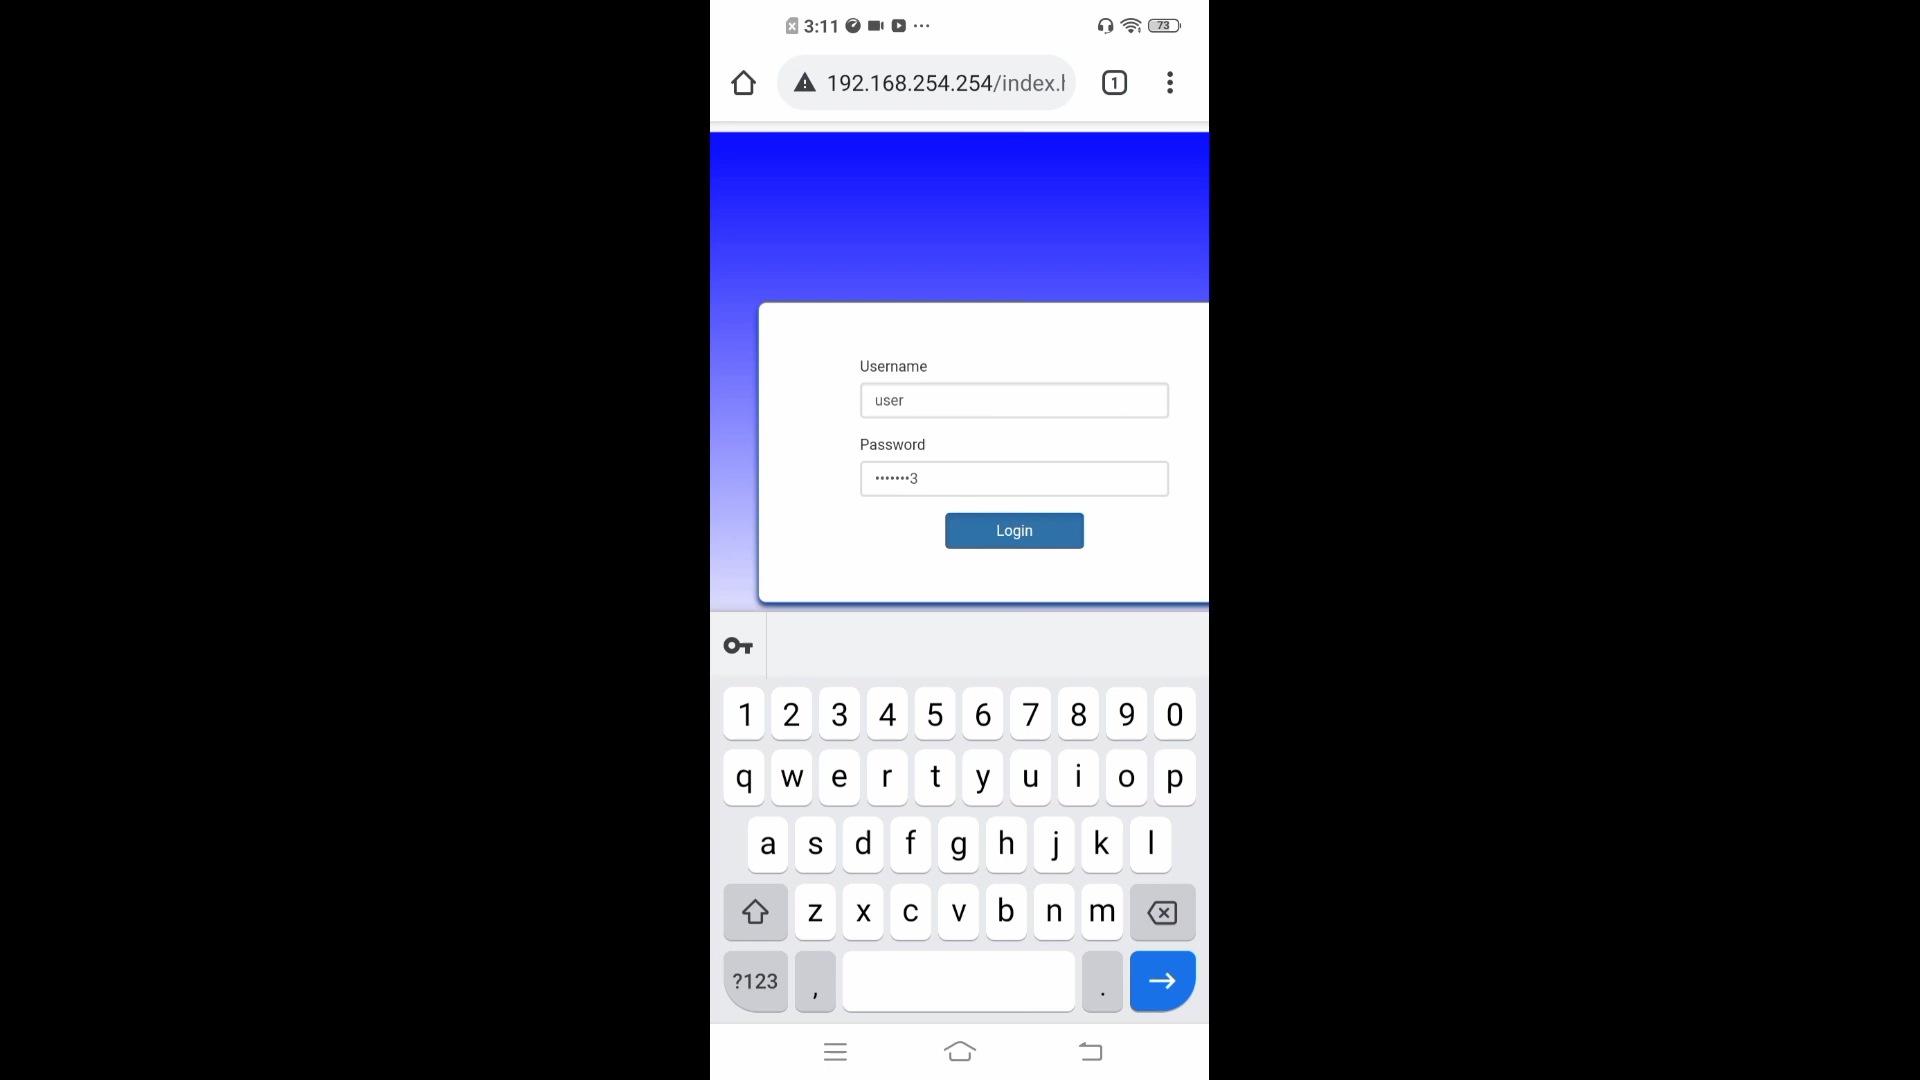 3:11
73
192.168.254.254/index.h
1
Username
user
Password
•••••••3
Login
1 2 3 4 5 6 7 8 9 0
q w e r t y u i o p
a s d f g h j k l
z x c v b n m
?123 , .